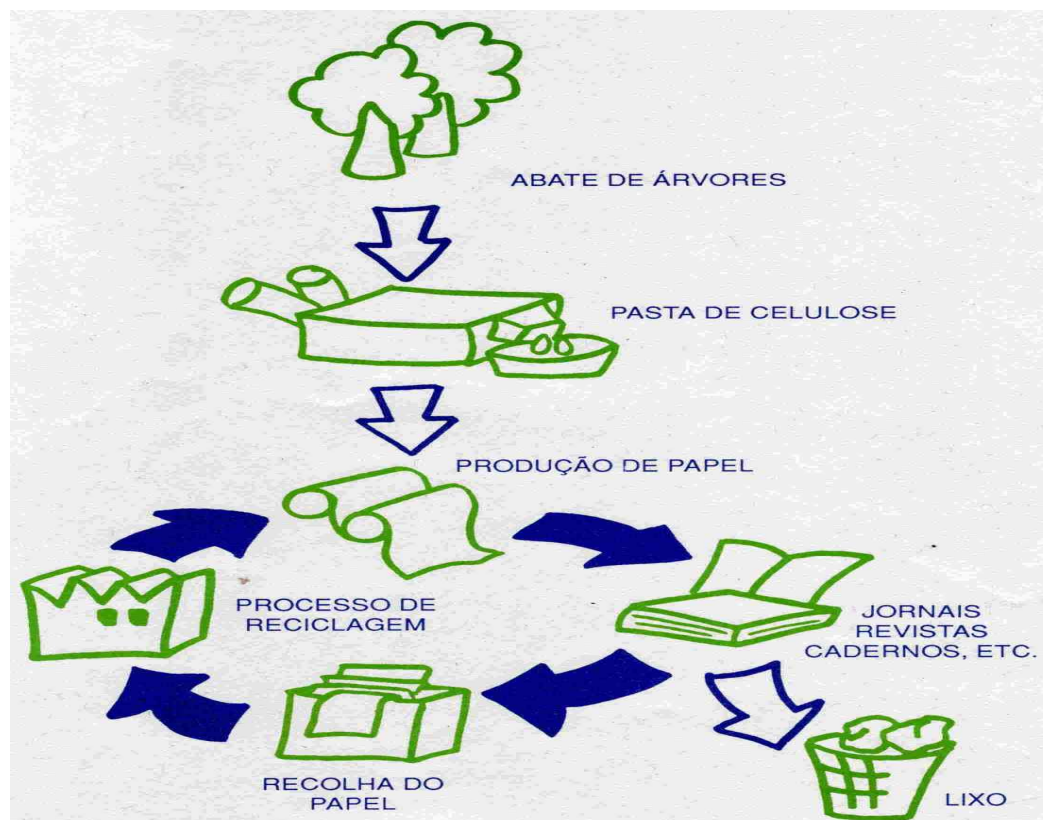 ABATE DE ÁRVORES
PASTA DE CELULOSE
PRODUÇÃO DE PAPEL
PROCESSO DE
RECICLAGEM
JORNAIS
REVISTAS
CADERNOS, ETC.
RECOLHA DO
PAPEL
LIXO